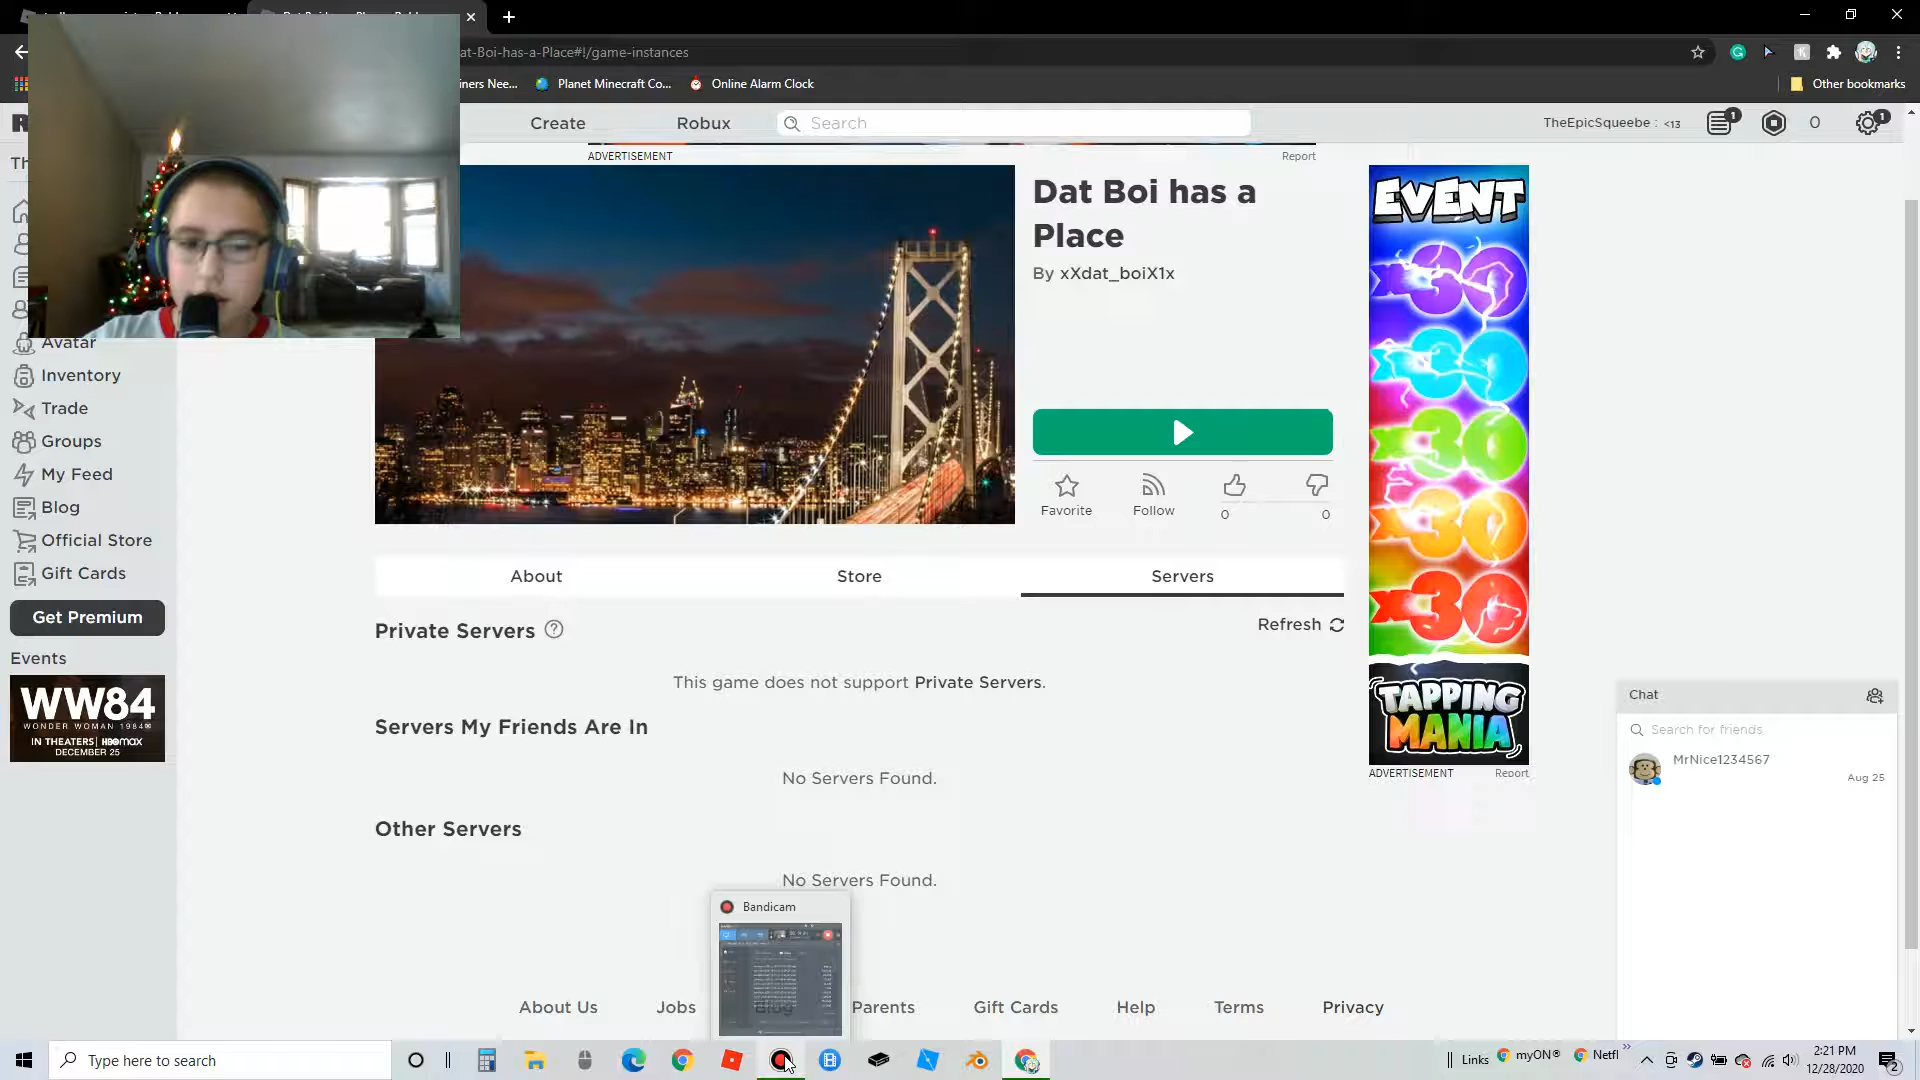 at-Boi-has-a-Place#!/game-instances
iners Nee...
Planet Minecraft Co...
Online Alarm Clock
Other bookmarks
Create
Robux
Search
TheEpicSqueebe : <13
1
0
1
ADVERTISEMENT
Report
Dat Boi has a
Place
By xXdat_boiX1x
EVENT
x30
x30
x30
x30
x30
TAPPING
MANIA
ADVERTISEMENT
Report
Avatar
Inventory
Trade
Groups
My Feed
Blog
Official Store
Gift Cards
Get Premium
Events
WW84
WONDER WOMAN 1984
IN THEATERS | HBOMAX
DECEMBER 25
Favorite
Follow
0
0
About
Store
Servers
Private Servers
Refresh
This game does not support Private Servers.
Servers My Friends Are In
No Servers Found.
Other Servers
No Servers Found.
Chat
Search for friends
MrNice1234567
Aug 25
Bandicam
About Us
Jobs
Blog
Parents
Gift Cards
Help
Terms
Privacy
Type here to search
Links
myON®
Netfl
2:21 PM
12/28/2020
2